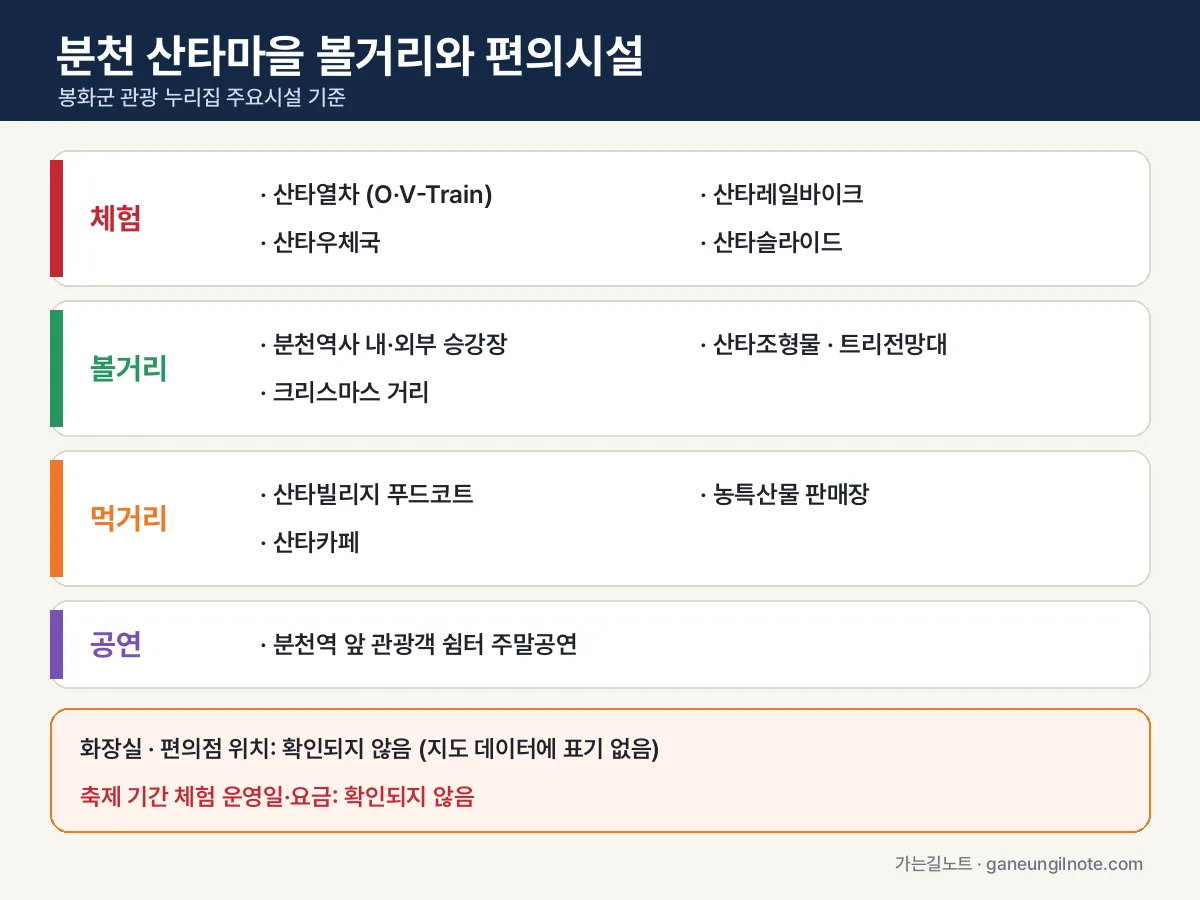 분천 산타마을 볼거리와 편의시설
봉화군 관광 누리집 주요시설 기준
체험
· 산타열차 (O·V-Train)
· 산타레일바이크
· 산타우체국
· 산타슬라이드
볼거리
· 분천역사 내·외부 승강장
· 산타조형물 · 트리전망대
· 크리스마스 거리
먹거리
· 산타빌리지 푸드코트
· 농특산물 판매장
· 산타카페
공연
· 분천역 앞 관광객 쉼터 주말공연
화장실 · 편의점 위치: 확인되지 않음 (지도 데이터에 표기 없음)
축제 기간 체험 운영일·요금: 확인되지 않음
가는길노트 · ganeungilnote.com